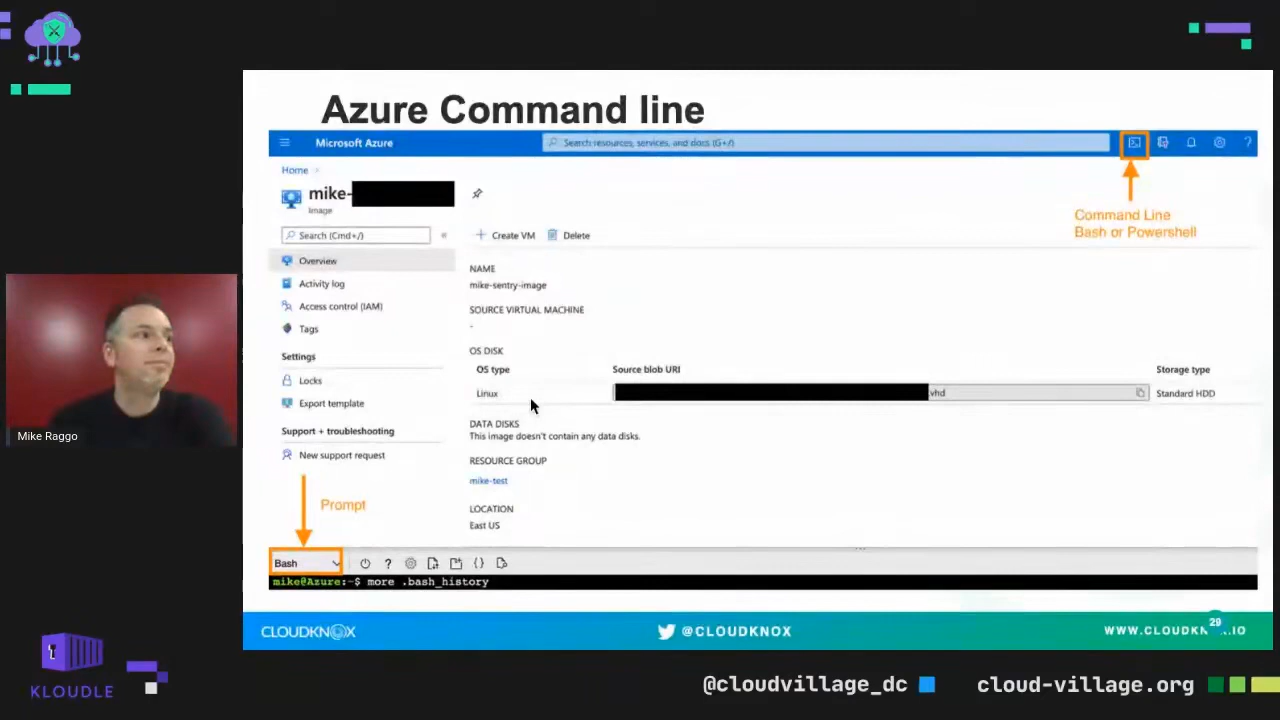 Azure Command line
Microsoft Azure
Search resources, services, and docs (G+/)
Home >
mike-
Image
Search (Cmd+/)
«
Create VM
Delete
Command Line
Bash or Powershell
Overview
Activity log
Access control (IAM)
Tags
Settings
Locks
Export template
Support + troubleshooting
New support request
NAME
mike-sentry-image
SOURCE VIRTUAL MACHINE
-
OS DISK
OS type
Source blob URI
Storage type
Linux
vhd
Standard HDD
DATA DISKS
This image doesn't contain any data disks.
RESOURCE GROUP
mike-test
LOCATION
East US
Prompt
Bash
mike@Azure:~$ more .bash_history
Mike Raggo
CLOUDKNOX
@CLOUDKNOX
29
KLOUDLE
@cloudvillage_dc
cloud-village.org